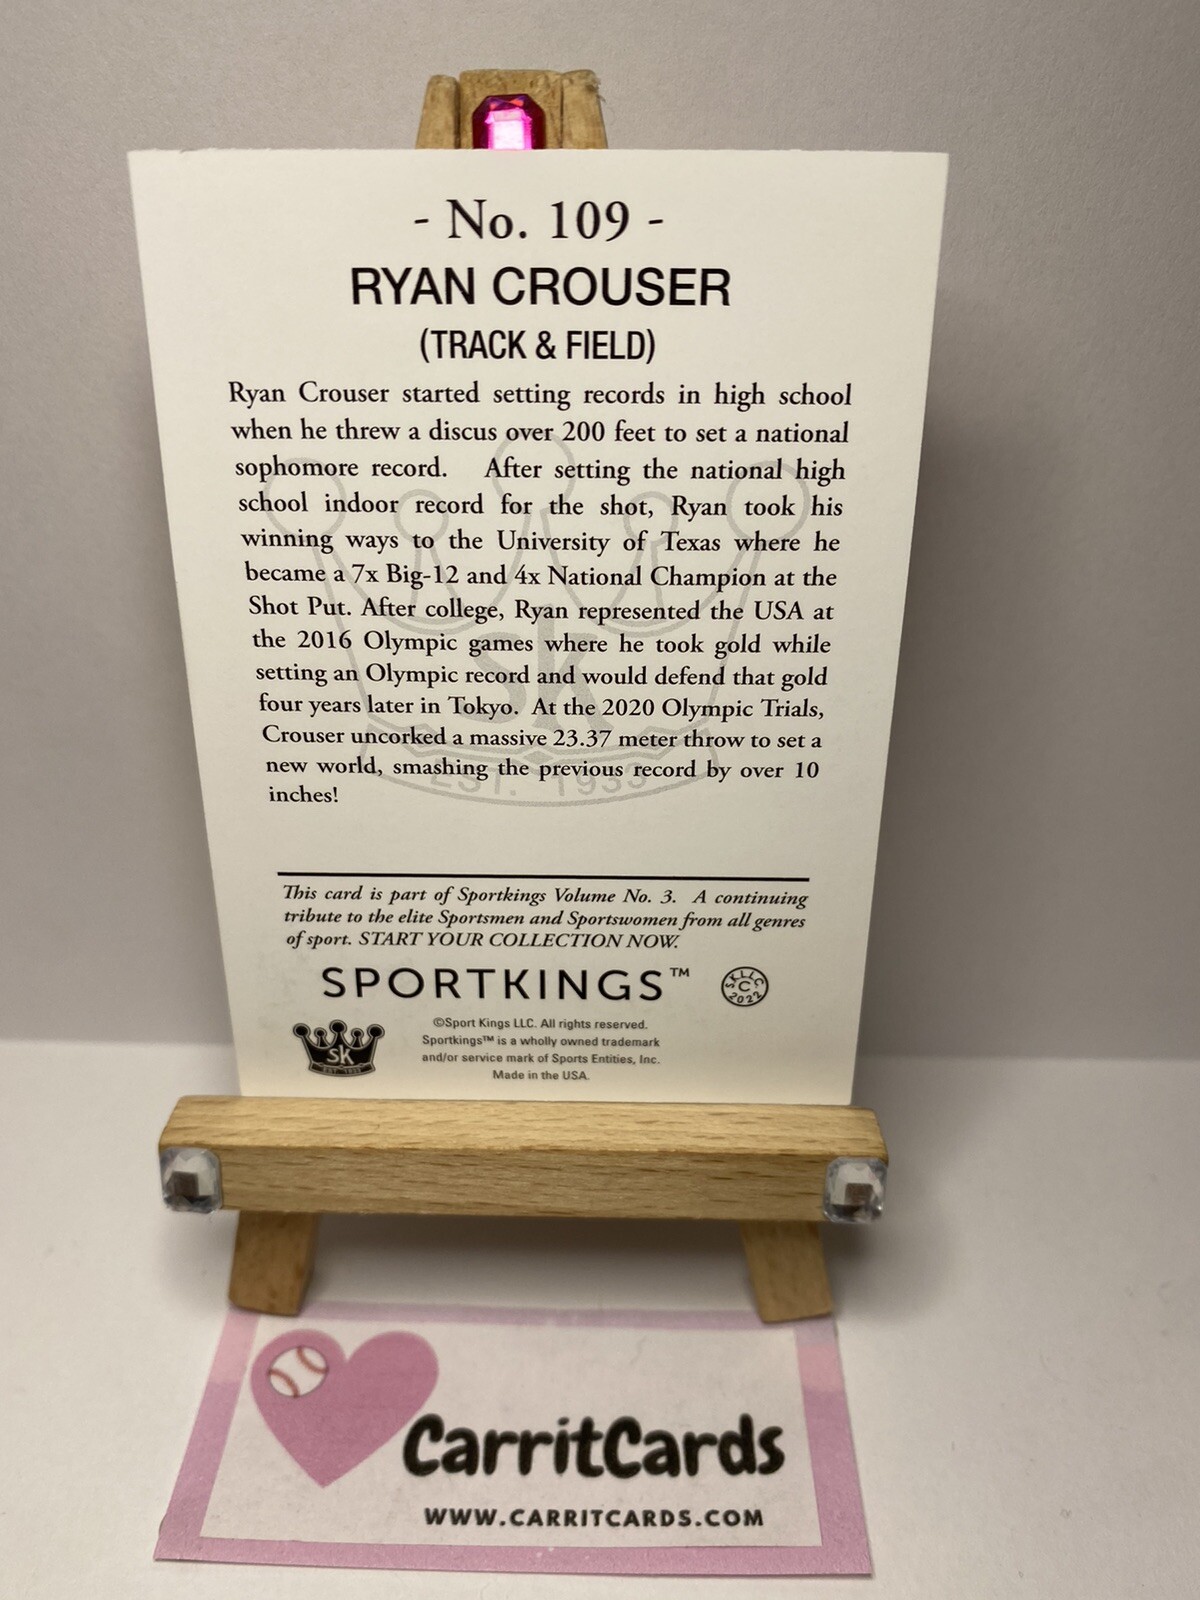 - No. 109 -
RYAN CROUSER
(TRACK & FIELD)
Ryan Crouser started setting records in high school
when he threw a discus over 200 feet to set a national
sophomore record. After setting the national high
school indoor record for the shot, Ryan took his
winning ways to the University of Texas where he
became a 7x Big-12 and 4x National Champion at the
Shot Put. After college, Ryan represented the USA at
the 2016 Olympic games where he took gold while
setting an Olympic record and would defend that gold
four years later in Tokyo. At the 2020 Olympic Trials,
Crouser uncorked a massive 23.37 meter throw to set a
new world, smashing the previous record by over 10
inches!
SK
EST. 1933
This card is part of Sportkings Volume No. 3. A continuing
tribute to the elite Sportsmen and Sportswomen from all genres
of sport. START YOUR COLLECTION NOW.
SPORTKINGS™
SKLLC
C
2022
SK
EST 1933
©Sport Kings LLC. All rights reserved.
Sportkings™ is a wholly owned trademark
and/or service mark of Sports Entities, Inc.
Made in the USA.
CarritCards
WWW.CARRITCARDS.COM